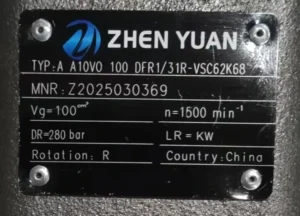 ZHEN YUAN
TYP:A A10VO 100 DFR1/31R-VSC62K68
MNR: Z2025030369
Vg=100cm³ n=1500 min⁻¹
DR=280 bar LR= KW
Rotation: R Country:China